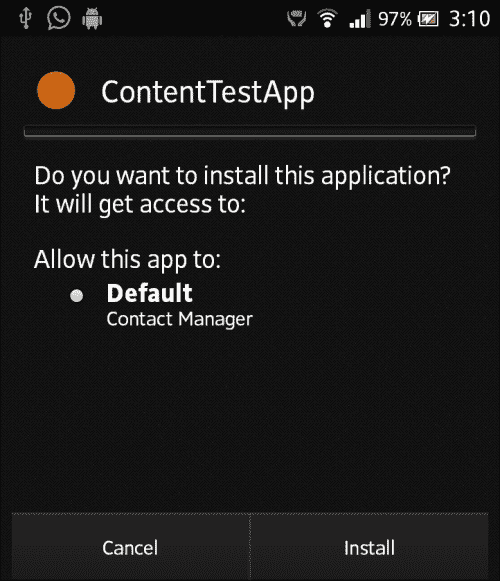 97% 3:10
ContentTestApp
Do you want to install this application?
It will get access to:
Allow this app to:
Default
Contact Manager
Cancel Install